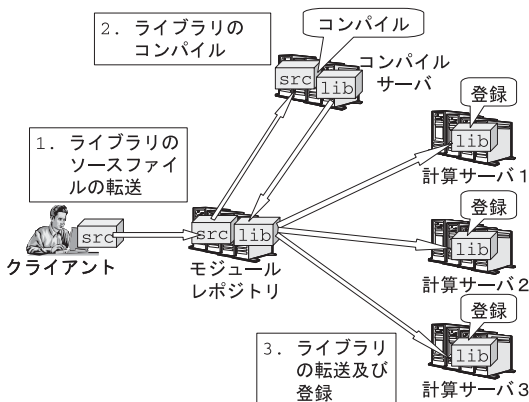 2. ライブラリの
コンパイル
コンパイル
src
lib
コンパイル
サーバ
1. ライブラリの
ソースファイ
ルの転送
src
クライアント
src
lib
モジュール
レポジトリ
登録
lib
計算サーバ1
登録
lib
計算サーバ2
登録
lib
計算サーバ3
3. ライブラリ
の転送及び
登録